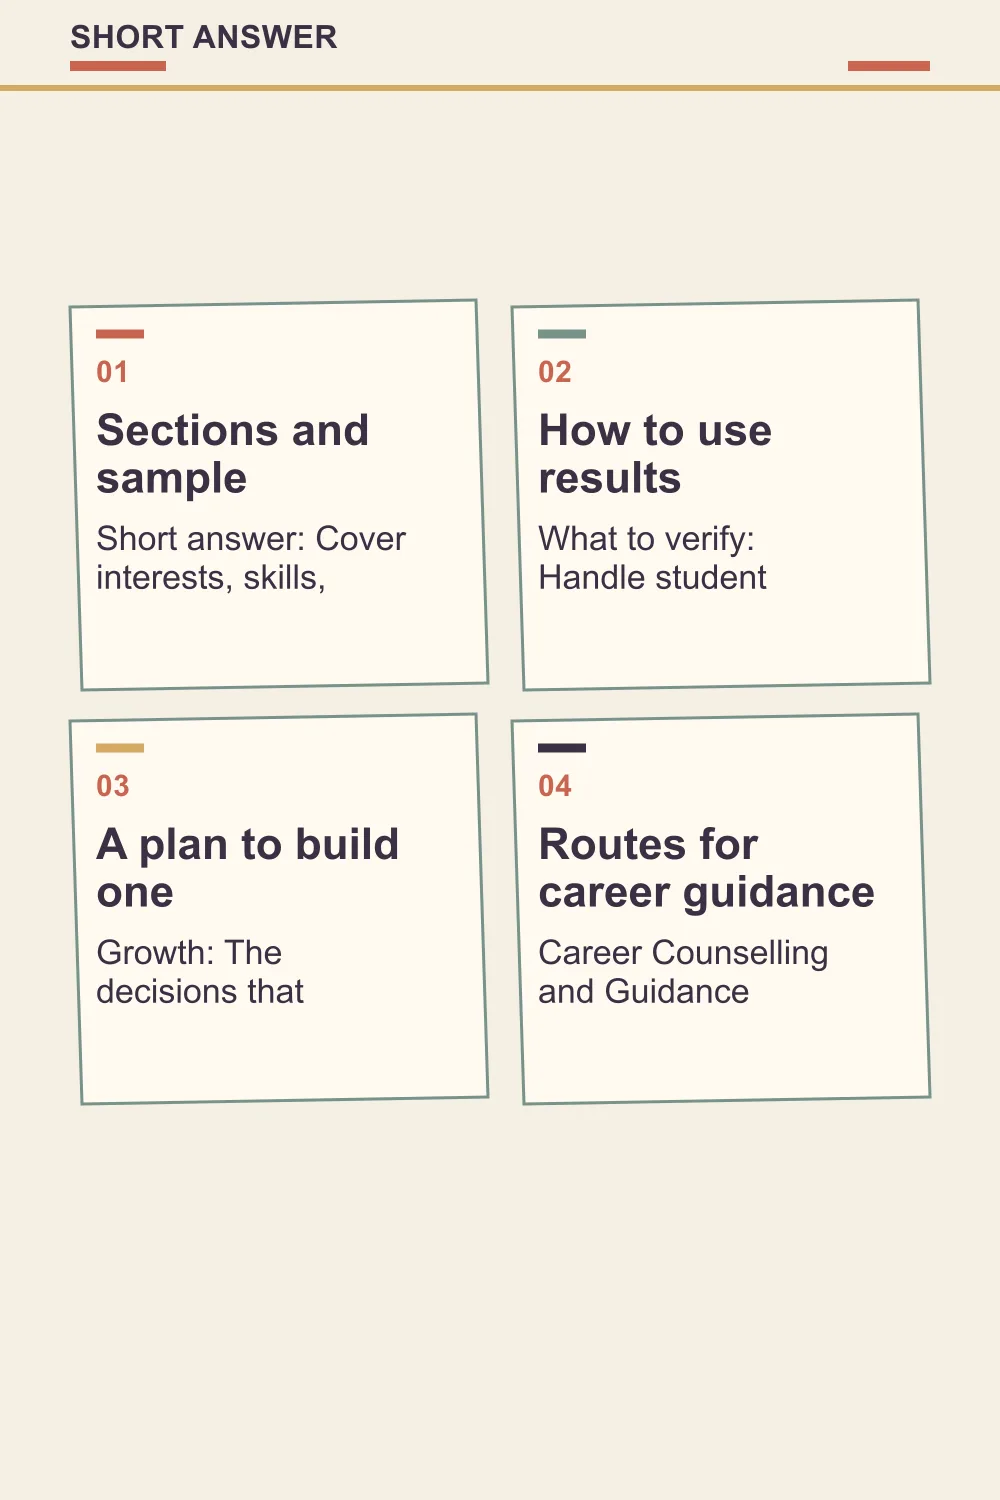 SHORT ANSWER
01
Sections and
sample
Short answer: Cover
interests, skills,
02
How to use
results
What to verify:
Handle student
03
A plan to build
one
Growth: The
decisions that
04
Routes for
career guidance
Career Counselling
and Guidance